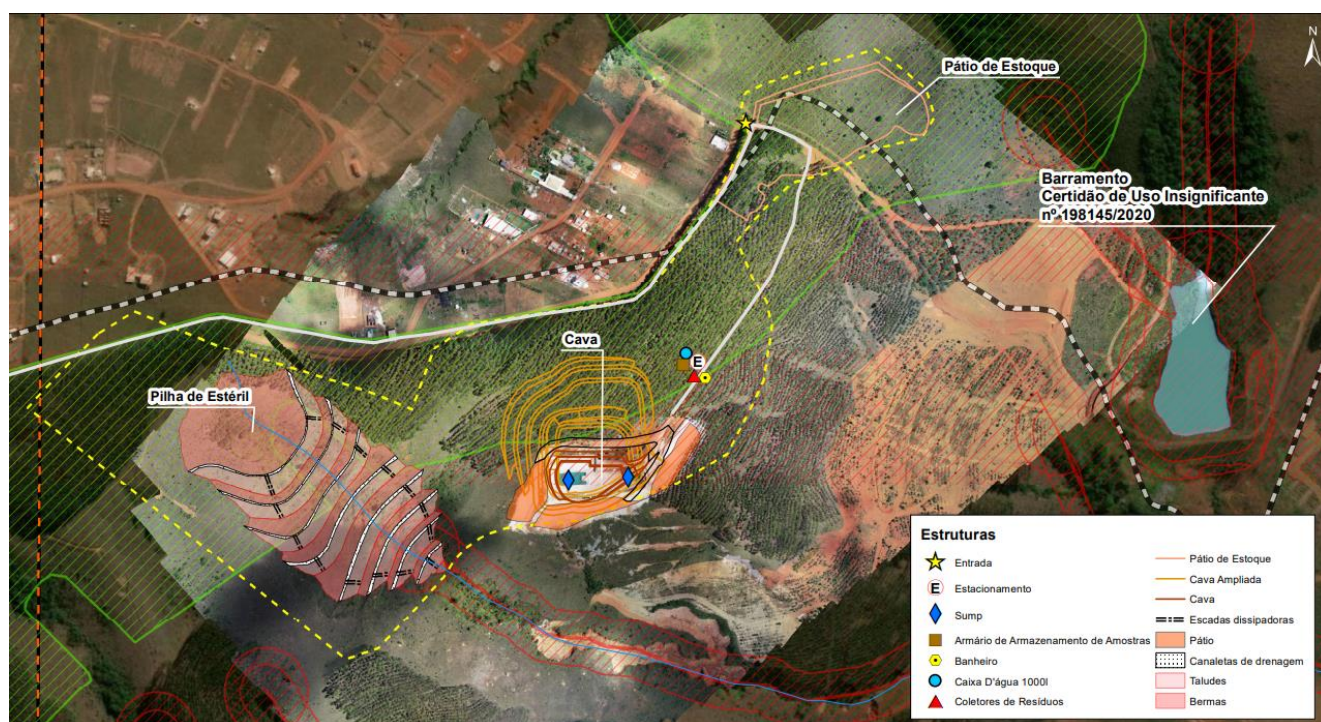 N
Pátio de Estoque
Barramento
Certidão de Uso Insignificante
nº 198145/2020
Cava
E
Pilha de Estéril
Estruturas
Entrada
E Estacionamento
Sump
Armário de Armazenamento de Amostras
Banheiro
Caixa D'água 1000l
Coletores de Resíduos
Pátio de Estoque
Cava Ampliada
Cava
Escadas dissipadoras
Pátio
Canaletas de drenagem
Taludes
Bermas